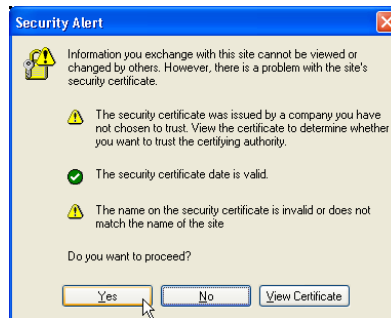 Security Alert
Information you exchange with this site cannot be viewed or
changed by others. However, there is a problem with the site's
security certificate.
The security certificate was issued by a company you have
not chosen to trust. View the certificate to determine whether
you want to trust the certifying authority.
The security certificate date is valid.
The name on the security certificate is invalid or does not
match the name of the site
Do you want to proceed?
Yes No View Certificate